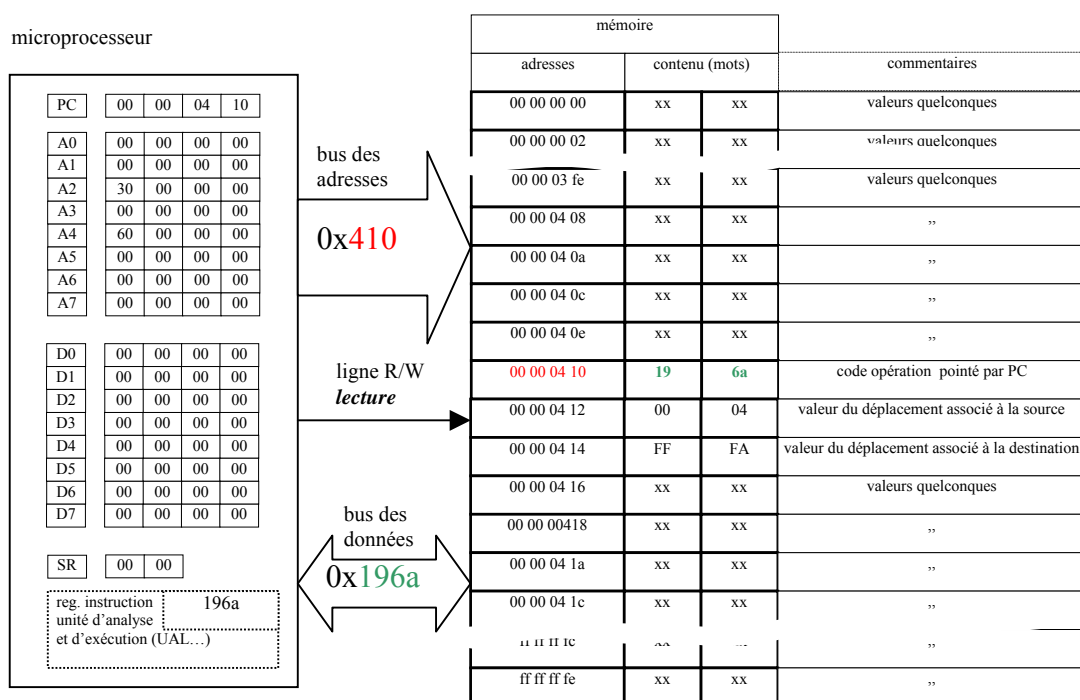 microprocesseur
PC 00 00 04 10
A0 00 00 00 00
A1 00 00 00 00
A2 30 00 00 00
A3 00 00 00 00
A4 60 00 00 00
A5 00 00 00 00
A6 00 00 00 00
A7 00 00 00 00
D0 00 00 00 00
D1 00 00 00 00
D2 00 00 00 00
D3 00 00 00 00
D4 00 00 00 00
D5 00 00 00 00
D6 00 00 00 00
D7 00 00 00 00
SR 00 00
reg. instruction 196a
unité d'analyse
et d'exécution (UAL…)
bus des
adresses
0x410
ligne R/W
lecture
bus des
données
0x196a
mémoire
adresses contenu (mots) commentaires
00 00 00 00 xx xx valeurs quelconques
00 00 00 02 xx xx valeurs quelconques
00 00 03 fe xx xx valeurs quelconques
00 00 04 08 xx xx ,,
00 00 04 0a xx xx ,,
00 00 04 0c xx xx ,,
00 00 04 0e xx xx ,,
00 00 04 10 19 6a code opération pointé par PC
00 00 04 12 00 04 valeur du déplacement associé à la source
00 00 04 14 FF FA valeur du déplacement associé à la destination
00 00 04 16 xx xx valeurs quelconques
00 00 00418 xx xx ,,
00 00 04 1a xx xx ,,
00 00 04 1c xx xx ,,
,,
ff ff ff fe xx xx ,,